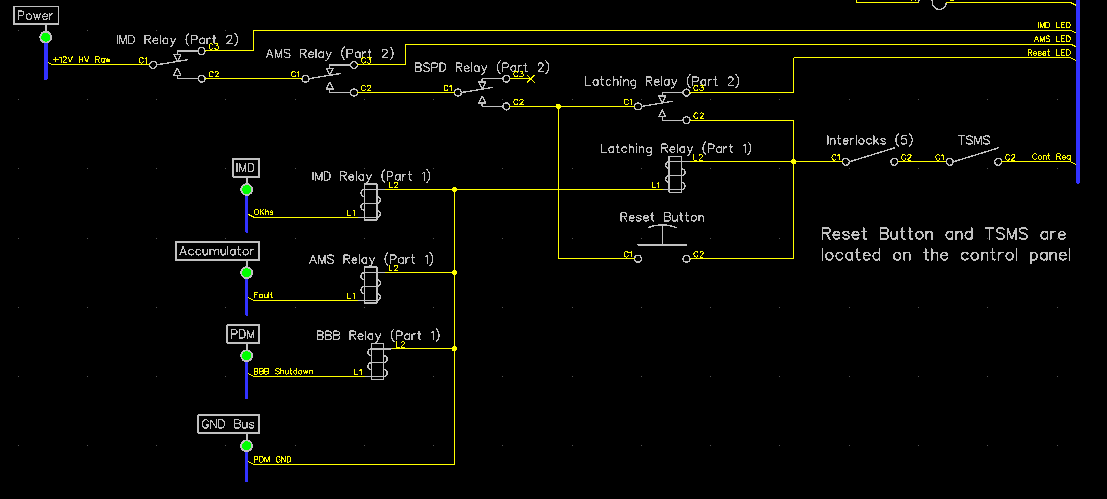 Power
+12V HV Raw
C1
IMD Relay (Part 2)
C3
C2
C1
AMS Relay (Part 2)
C3
C2
C1
BSPD Relay (Part 2)
C3
C2
C1
Latching Relay (Part 2)
C3
C2
IMD LED
AMS LED
Reset LED
Latching Relay (Part 1)
L2
L1
Interlocks (5)
C1
C2
TSMS
C1
C2
Cont Req
IMD
OKhs
IMD Relay (Part 1)
L2
L1
Reset Button
C1
C2
Reset Button and TSMS are
located on the control panel
Accumulator
Fault
AMS Relay (Part 1)
L2
L1
PDM
BBB Shutdown
BBB Relay (Part 1)
L2
L1
GND Bus
PDM GND